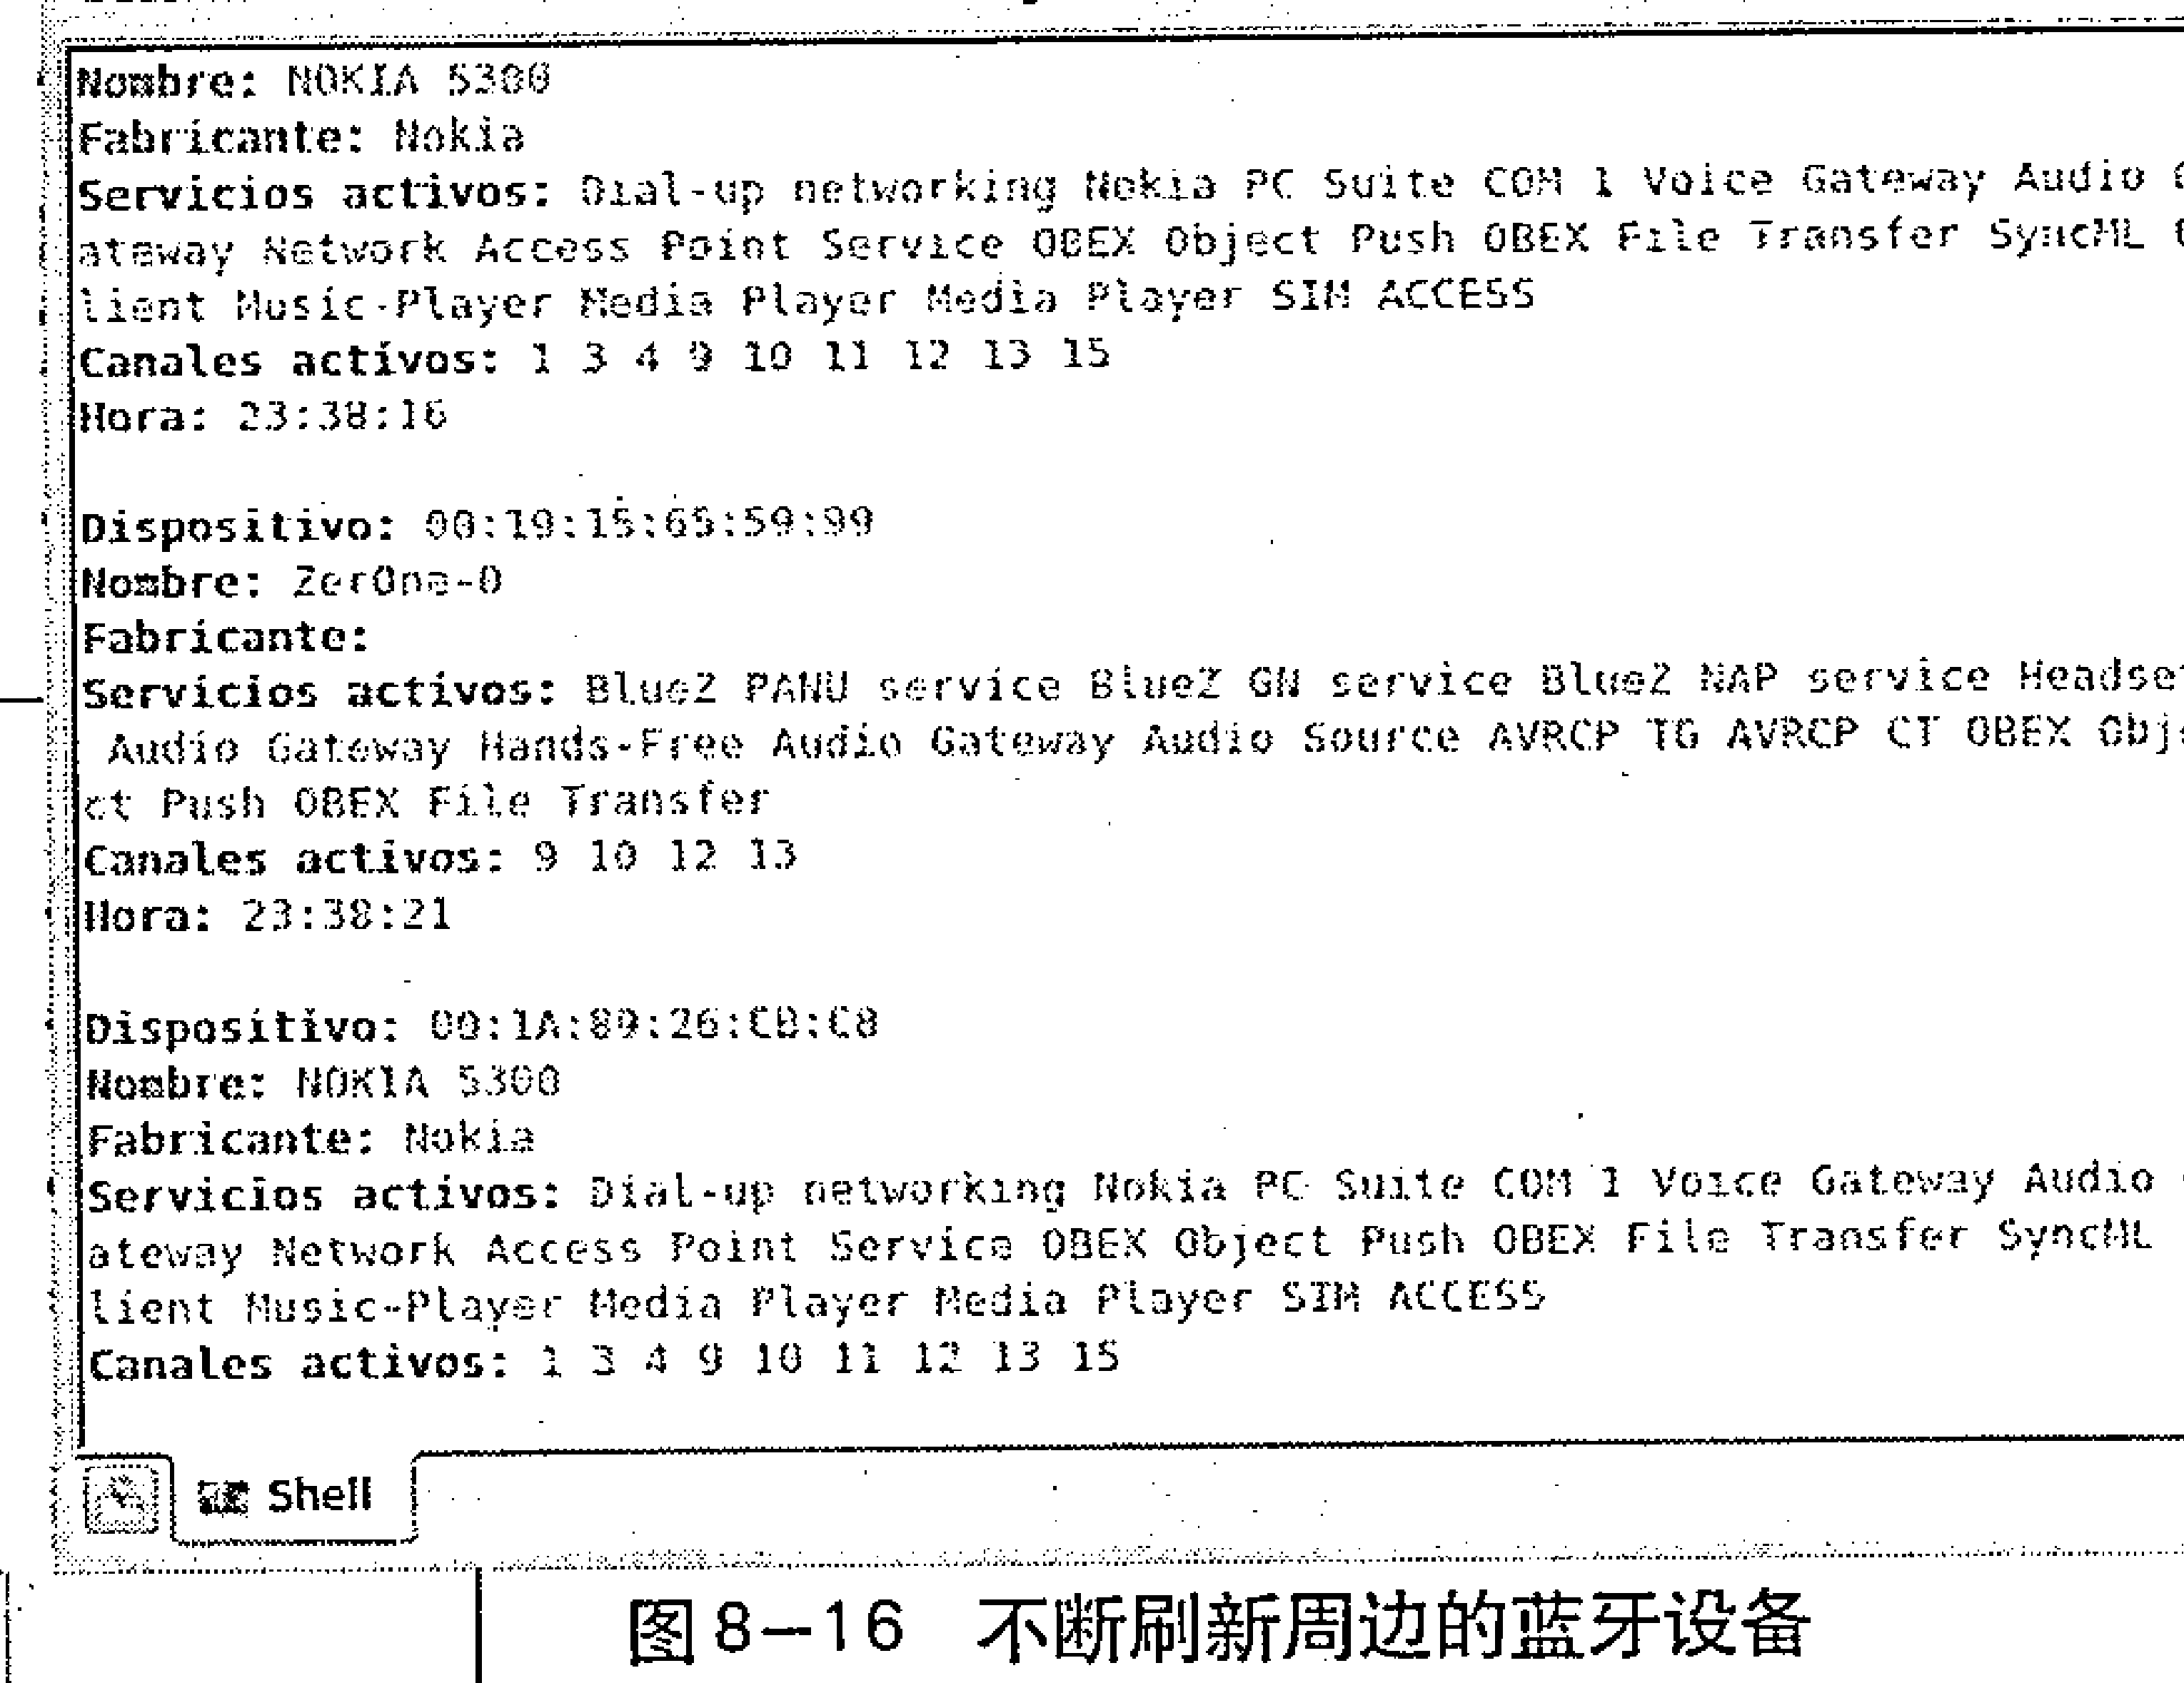 Nombre: NOKIA 5300
Fabricante: Nokia
Servicios activos: Dial-up networking Nokia PC Suite COM 1 Voice Gateway Audio G
ateway Network Access Point Service OBEX Object Push OBEX File Transfer SyncML C
lient Music-Player Media Player Media Player SIM ACCESS
Canales activos: 1 3 4 9 10 11 12 13 15
Hora: 23:38:16
Dispositivo: 00:19:15:65:59:99
Nombre: ZerOne-0
Fabricante:
Servicios activos: BlueZ PANU service BlueZ GN service BlueZ NAP service Headset
Audio Gateway Hands-Free Audio Gateway Audio Source AVRCP TG AVRCP CT OBEX Obje
ct Push OBEX File Transfer
Canales activos: 9 10 12 13
Hora: 23:38:21
Dispositivo: 00:1A:89:26:CB:C8
Nombre: NOKIA 5300
Fabricante: Nokia
Servicios activos: Dial-up networking Nokia PC Suite COM 1 Voice Gateway Audio
ateway Network Access Point Service OBEX Object Push OBEX File Transfer SyncML
lient Music-Player Media Player Media Player SIM ACCESS
Canales activos: 1 3 4 9 10 11 12 13 15
Shell
图8-16 不断刷新周边的蓝牙设备